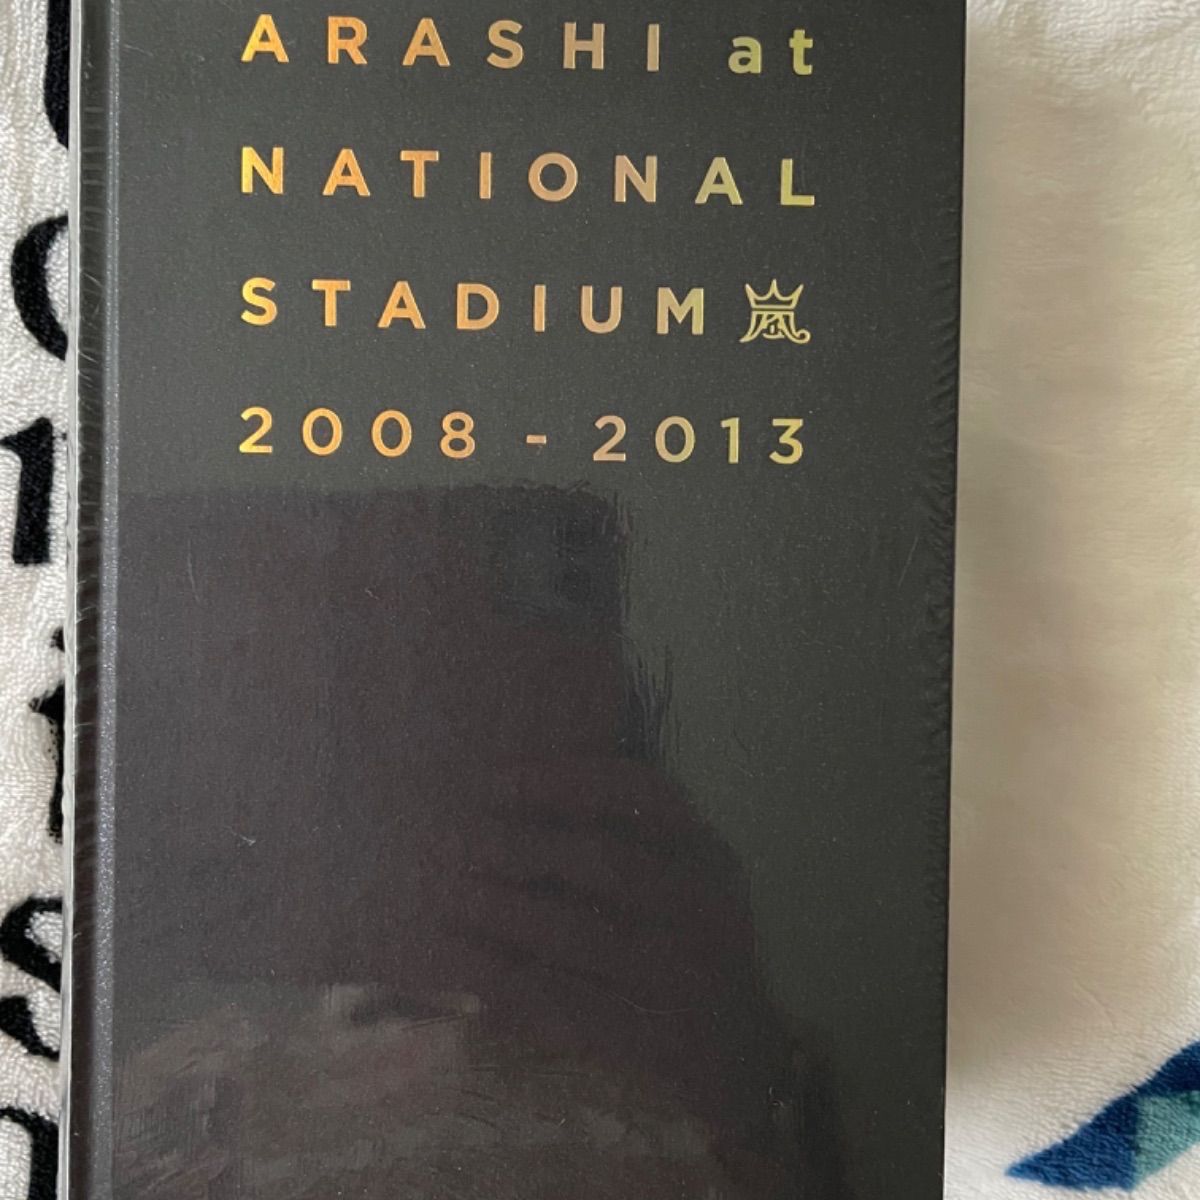 ARASHI at
NATIONAL
STADIUM 嵐
2008 - 2013